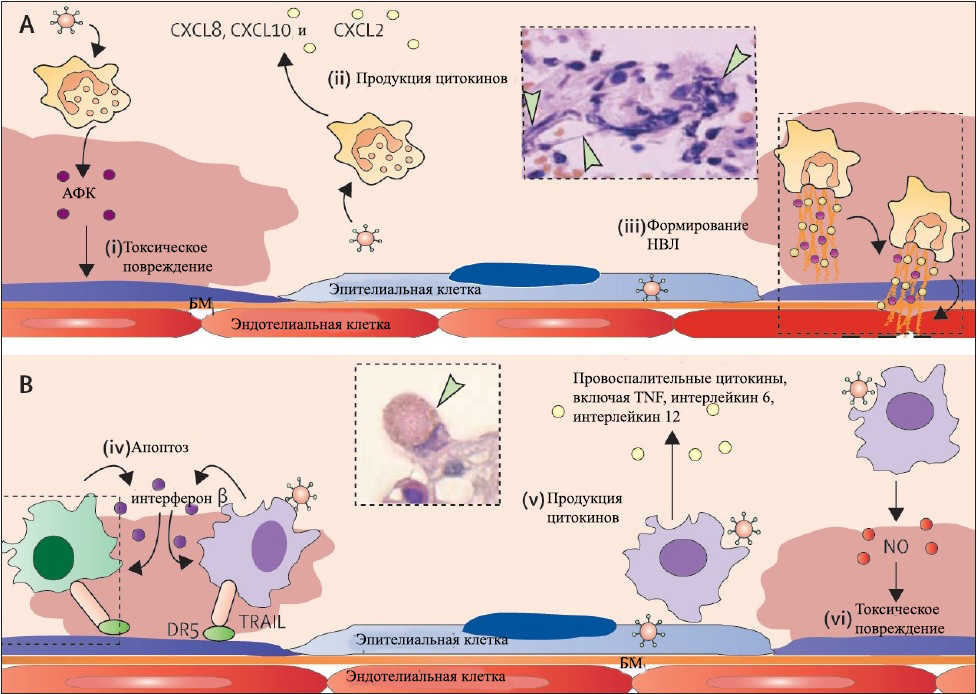 A
CXCL8, CXCL10 и CXCL2
(ii) Продукция цитокинов
АФК
(i) Токсическое
повреждение
(iii) Формирование
НВЛ
Эпителиальная клетка
БМ
Эндотелиальная клетка
B
Провоспалительные цитокины,
включая TNF, интерлейкин 6,
интерлейкин 12
(iv) Апоптоз
интерферон β
(v) Продукция
цитокинов
NO
DR5
TRAIL
(vi) Токсическое
повреждение
Эпителиальная клетка
БМ
Эндотелиальная клетка